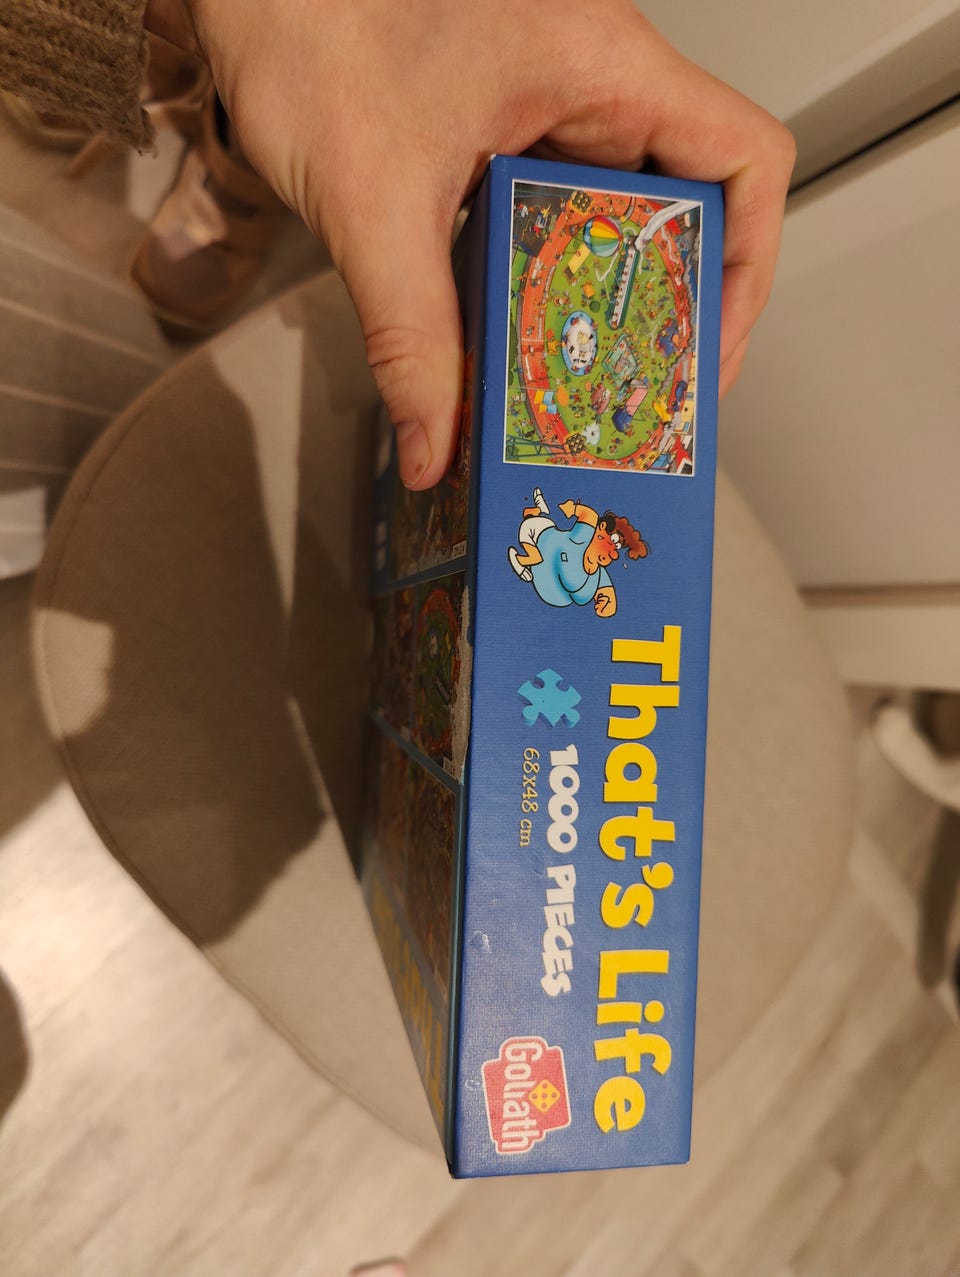 That's Life
1000 PIECES
68x48 cm
Goliath